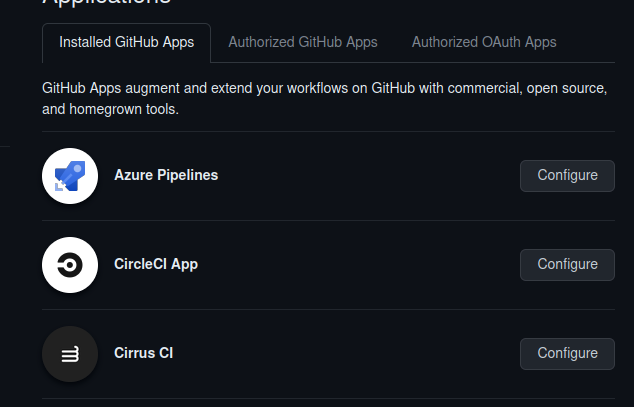 Applications
Installed GitHub Apps
Authorized GitHub Apps
Authorized OAuth Apps
GitHub Apps augment and extend your workflows on GitHub with commercial, open source,
and homegrown tools.
Azure Pipelines
Configure
CircleCI App
Configure
Cirrus CI
Configure